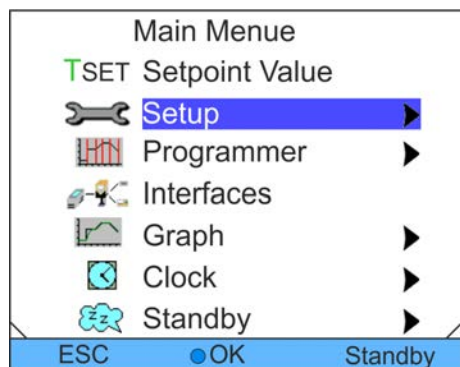 Main Menue
TSET Setpoint Value
Setup
Programmer
Interfaces
Graph
Clock
Standby
ESC OK Standby